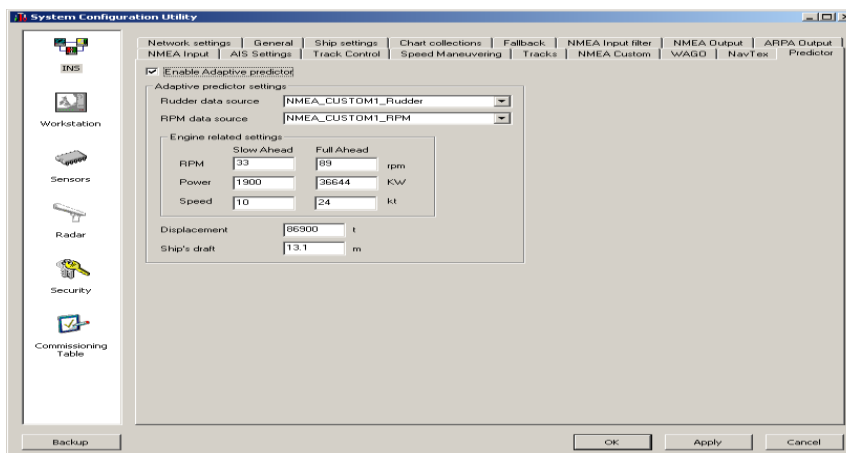 System Configuration Utility
INS
Workstation
Sensors
Radar
Security
Commissioning
Table
Network settings General Ship settings Chart collections Fallback NMEA Input filter NMEA Output ARPA Output
NMEA Input AIS Settings Track Control Speed Maneuvering Tracks NMEA Custom WAGO NavTex Predictor
Enable Adaptive predictor
Adaptive predictor settings
Rudder data source NMEA_CUSTOM1_Rudder
RPM data source NMEA_CUSTOM1_RPM
Engine related settings
Slow Ahead Full Ahead
RPM 33 89 rpm
Power 1900 36644 KW
Speed 10 24 kt
Displacement 86900 t
Ship's draft 13.1 m
Backup OK Apply Cancel